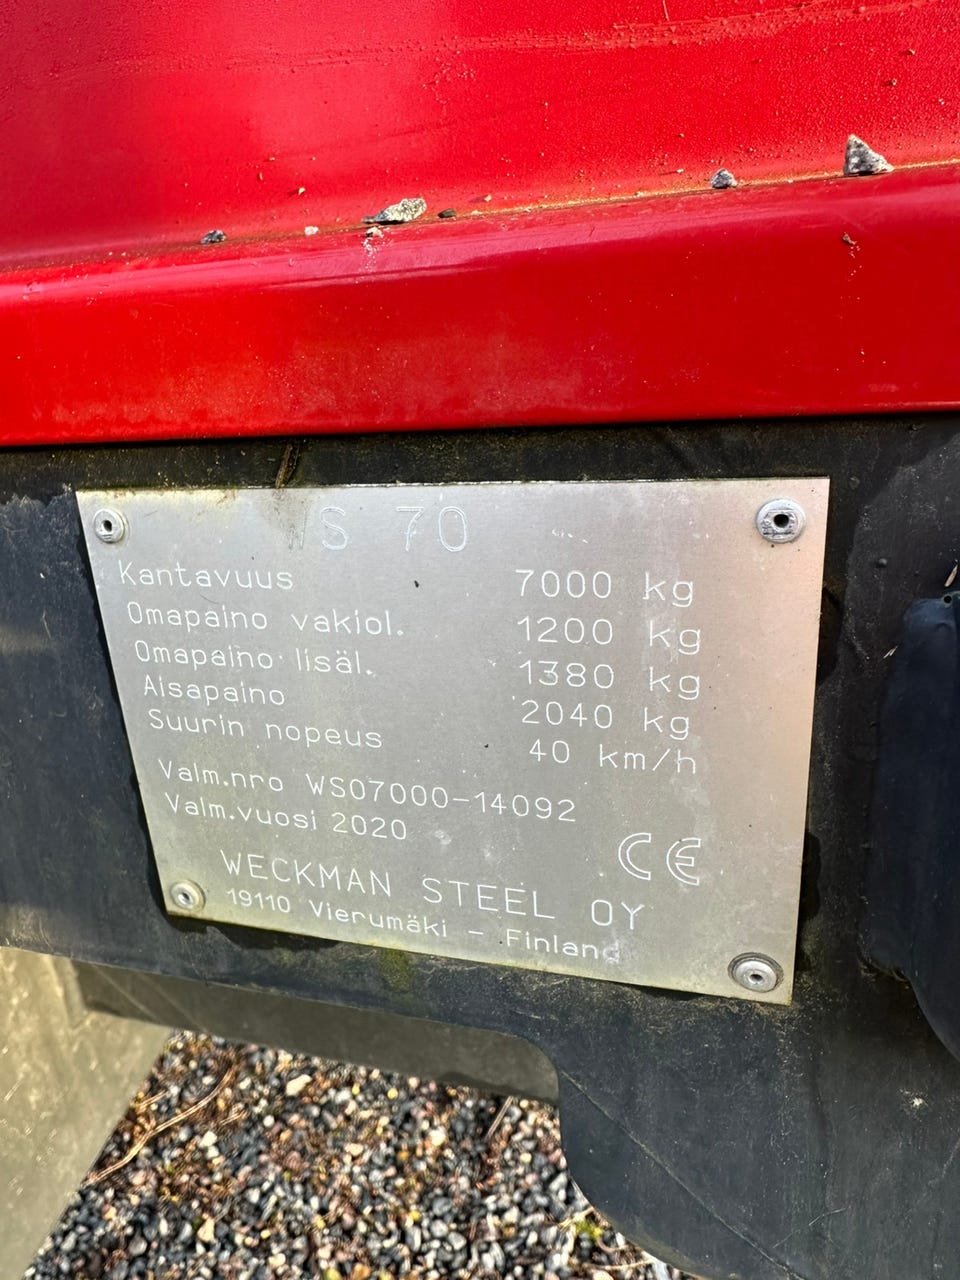 WS 70
Kantavuus 7000 kg
Omapaino vakiol. 1200 kg
Omapaino lisäl. 1380 kg
Aisapaino 2040 kg
Suurin nopeus 40 km/h
Valm.nro WS07000-14092
Valm.vuosi 2020
CE
WECKMAN STEEL OY
19110 Vierumäki - Finland